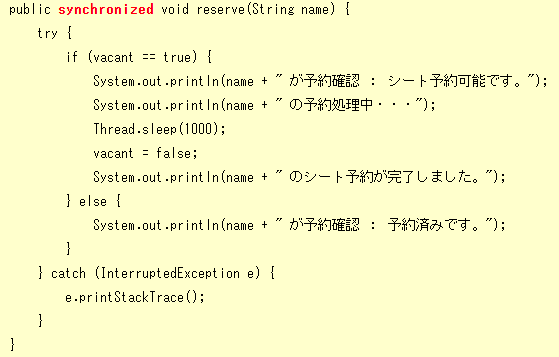 public synchronized void reserve(String name) {
    try {
        if (vacant == true) {
            System.out.println(name + " が予約確認 ： シート予約可能です。");
            System.out.println(name + " の予約処理中・・・");
            Thread.sleep(1000);
            vacant = false;
            System.out.println(name + " のシート予約が完了しました。");
        } else {
            System.out.println(name + " が予約確認 ： 予約済みです。");
        }
    } catch (InterruptedException e) {
        e.printStackTrace();
    }
}